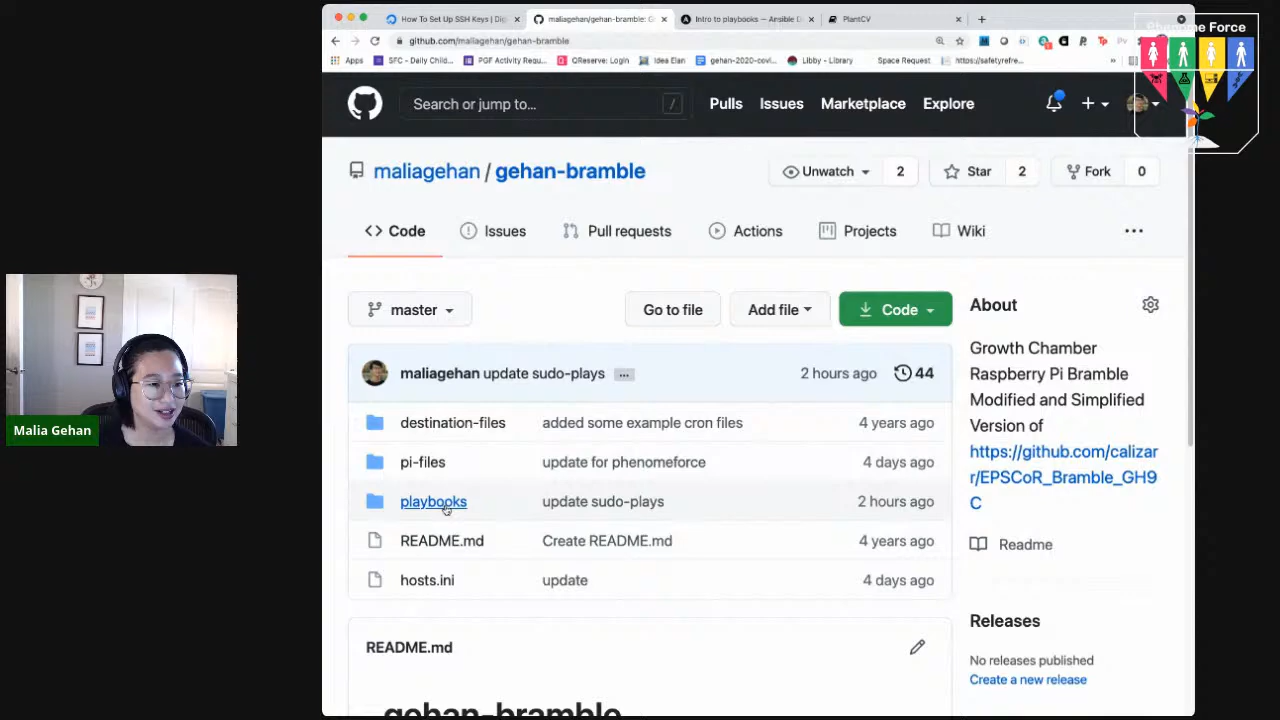 How To Set Up SSH Keys | Dig
maliagehan/gehan-bramble: G
Intro to playbooks — Ansible D
PlantCV
github.com/maliagehan/gehan-bramble
Apps
SFC - Daily Child...
PGF Activity Requ...
QReserve: Login
Idea Elan
gehan-2020-covi...
Libby - Library
Space Request
https://safetyrefre...
Phenome Force
Search or jump to...
/
Pulls
Issues
Marketplace
Explore
maliagehan / gehan-bramble
Unwatch
2
Star
2
Fork
0
Code
Issues
Pull requests
Actions
Projects
Wiki
master
Go to file
Add file
Code
About
Growth Chamber
Raspberry Pi Bramble
Modified and Simplified
Version of
https://github.com/calizar
r/EPSCoR_Bramble_GH9
C
Readme
maliagehan update sudo-plays
2 hours ago
44
destination-files added some example cron files 4 years ago
pi-files update for phenomeforce 4 days ago
playbooks update sudo-plays 2 hours ago
README.md Create README.md 4 years ago
hosts.ini update 4 days ago
Releases
No releases published
Create a new release
README.md
gehan-bramble
Malia Gehan